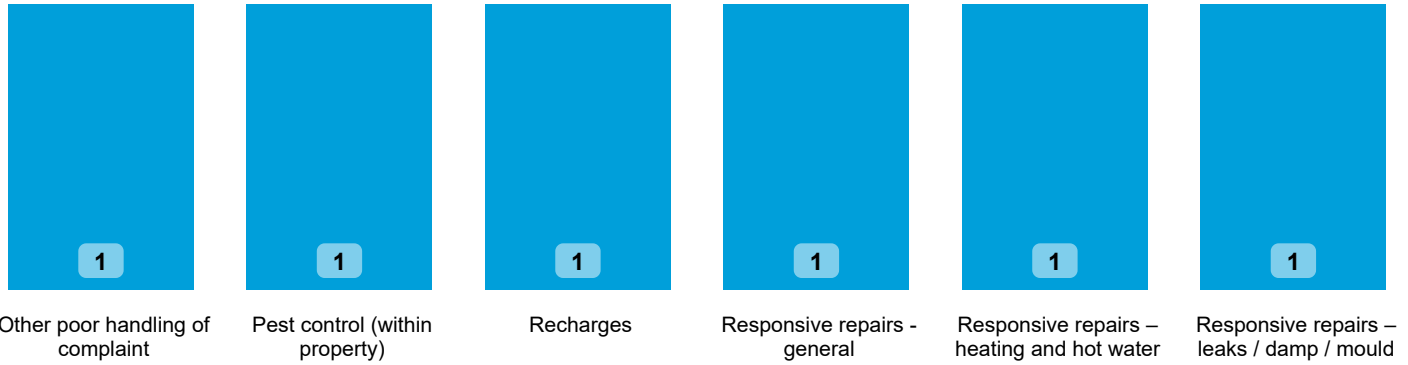 1 1 1 1 1 1
Other poor handling of
complaint
Pest control (within
property)
Recharges
Responsive repairs -
general
Responsive repairs –
heating and hot water
Responsive repairs –
leaks / damp / mould